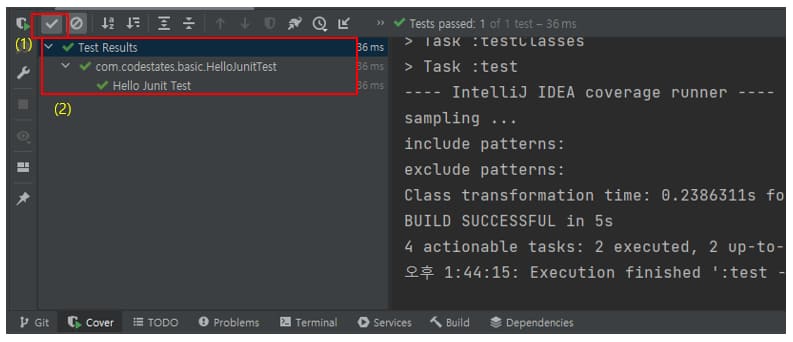 Tests passed: 1 of 1 test – 36 ms
(1)
Test Results 36 ms
com.codestates.basic.HelloJunitTest 36 ms
Hello Junit Test 36 ms
(2)
> Task :testClasses
> Task :test
---- IntelliJ IDEA coverage runner ----
sampling ...
include patterns:
exclude patterns:
Class transformation time: 0.2386311s fo
BUILD SUCCESSFUL in 5s
4 actionable tasks: 2 executed, 2 up-to-
오후 1:44:15: Execution finished ':test -
Git Cover TODO Problems Terminal Services Build Dependencies